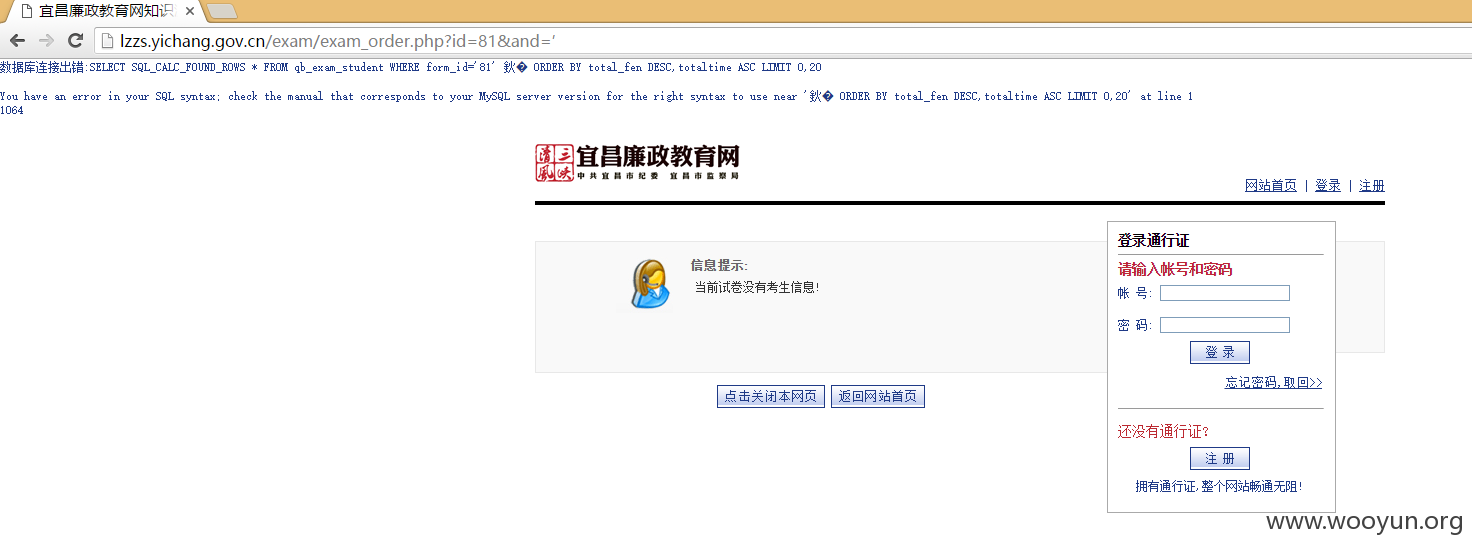 宜昌廉政教育网知识
lzzs.yichang.gov.cn/exam/exam_order.php?id=81&and=‘
数据库连接出错:SELECT SQL_CALC_FOUND_ROWS * FROM qb_exam_student WHERE form_id='81' 鈥� ORDER BY total_fen DESC,totaltime ASC LIMIT 0,20
You have an error in your SQL syntax; check the manual that corresponds to your MySQL server version for the right syntax to use near '鈥� ORDER BY total_fen DESC,totaltime ASC LIMIT 0,20' at line 1
1064
清风三峡 宜昌廉政教育网
中共宜昌市纪委 宜昌市监察局
网站首页 | 登录 | 注册
登录通行证
请输入帐号和密码
帐 号:
密 码:
登 录
忘记密码,取回>>
还没有通行证?
注 册
拥有通行证,整个网站畅通无阻!
信息提示:
当前试卷没有考生信息!
点击关闭本网页 返回网站首页
www.wooyun.org